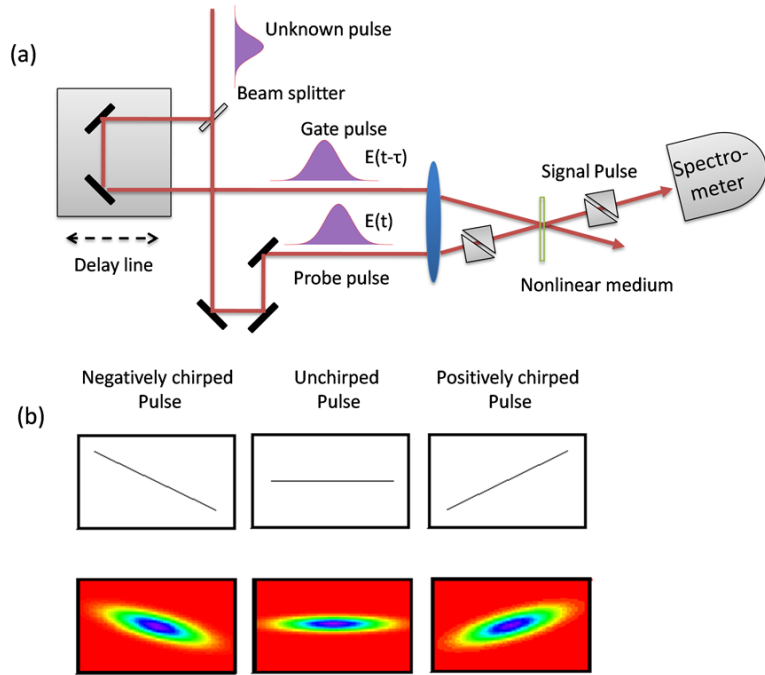 (a)
Unknown pulse
Beam splitter
Gate pulse
E(t-τ)
Signal Pulse
Spectro-
meter
E(t)
Delay line
Probe pulse
Nonlinear medium
Negatively chirped
Pulse
Unchirped
Pulse
Positively chirped
Pulse
(b)